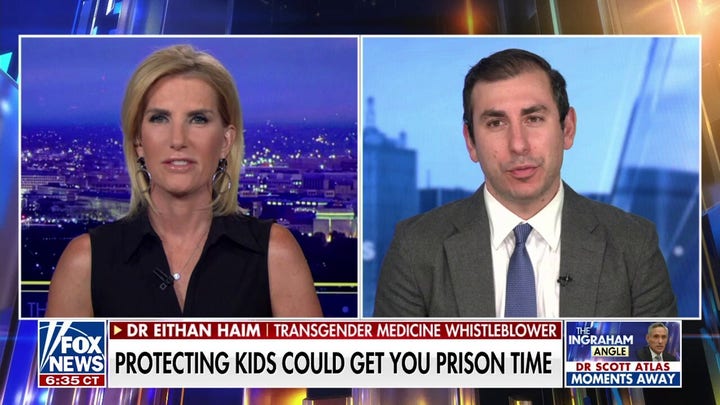 DR EITHAN HAIM | TRANSGENDER MEDICINE WHISTLEBLOWER
PROTECTING KIDS COULD GET YOU PRISON TIME
FOX
NEWS
6:35 CT
THE
INGRAHAM
ANGLE
DR SCOTT ATLAS
MOMENTS AWAY